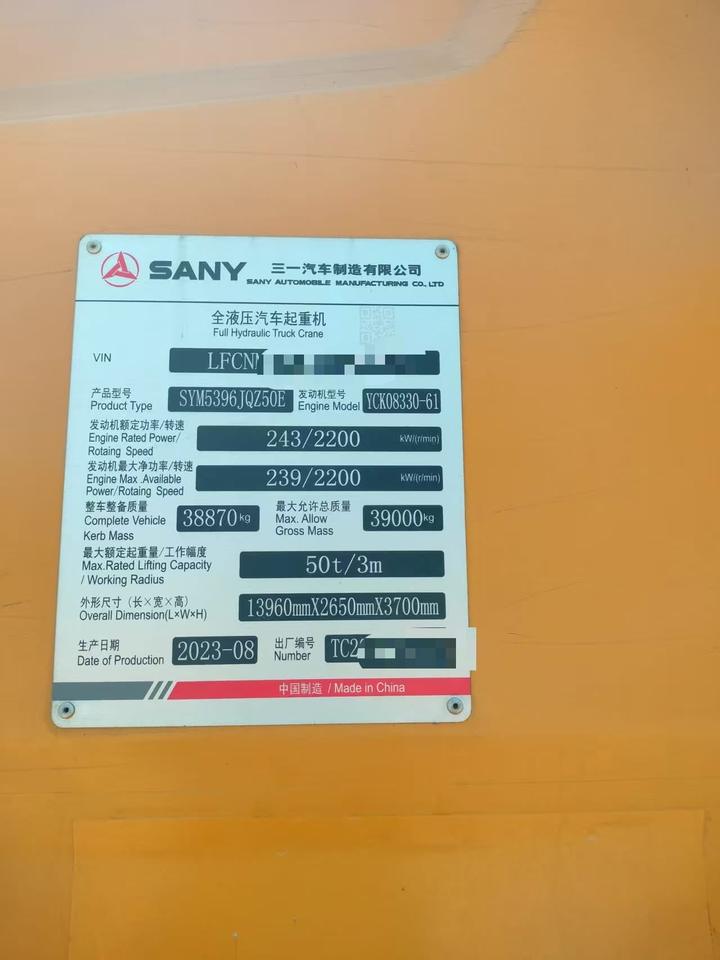 SANY 三一汽车制造有限公司
SANY AUTOMOBILE MANUFACTURING CO., LTD
全液压汽车起重机
Full Hydraulic Truck Crane
VIN LFCN
产品型号 SYM5396JQZ50E 发动机型号 YCK08330-61
Product Type Engine Model
发动机额定功率/转速
Engine Rated Power/ 243/2200 kW/(r/min)
Rotaing Speed
发动机最大净功率/转速
Engine Max .Available 239/2200 kW/(r/min)
Power/Rotaing Speed
整车整备质量 最大允许总质量
Complete Vehicle 38870kg Max. Allow 39000kg
Kerb Mass Gross Mass
最大额定起重量/工作幅度
Max.Rated Lifting Capacity 50t/3m
/ Working Radius
外形尺寸（长×宽×高） 13960mmX2650mmX3700mm
Overall Dimension(L×W×H)
生产日期 2023-08 出厂编号 TC2
Date of Production Number
中国制造 / Made in China